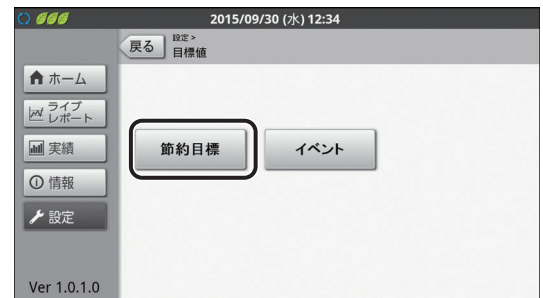 2015/09/30 (水) 12:34
戻る
設定 >
目標値
ホーム
ライブ
レポート
実績
情報
設定
節約目標
イベント
Ver 1.0.1.0